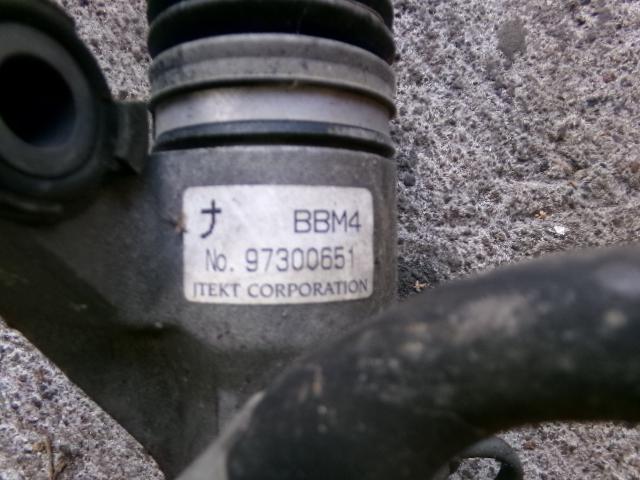 ナ BBM4
No. 97300651
JTEKT CORPORATION